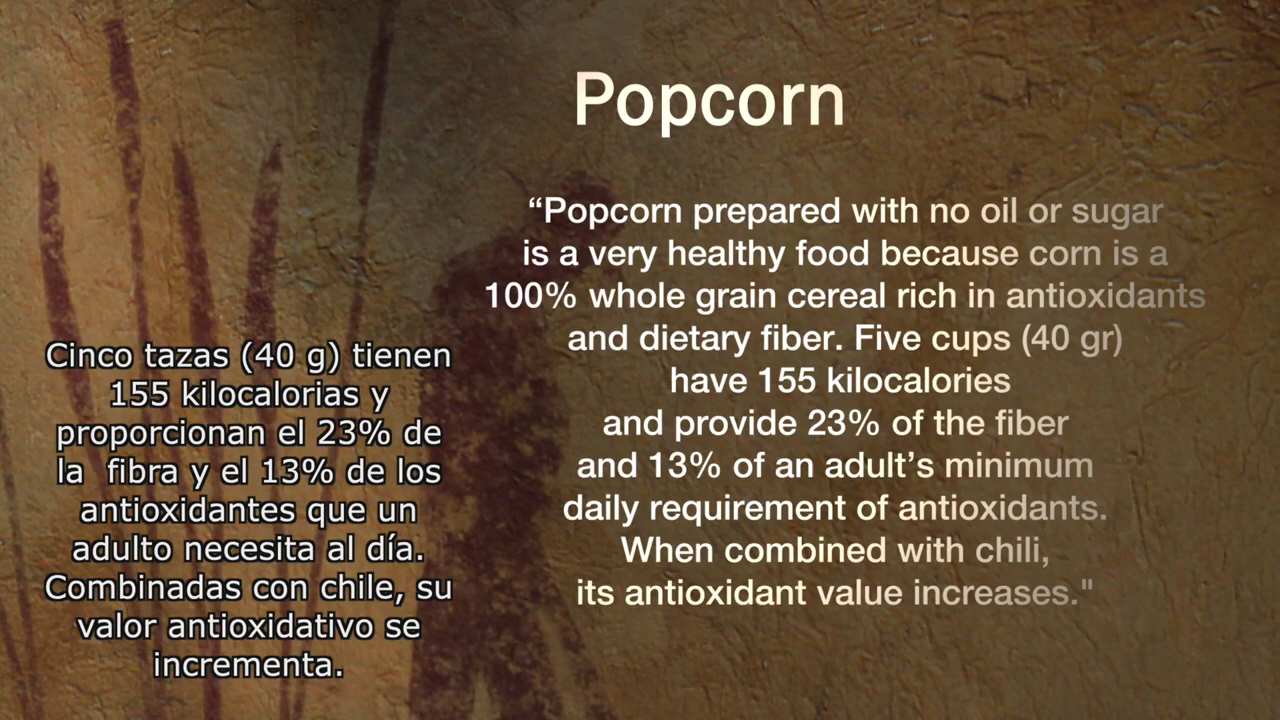 Popcorn
“Popcorn prepared with no oil or sugar
is a very healthy food because corn is a
100% whole grain cereal rich in antioxidants
and dietary fiber. Five cups (40 gr)
have 155 kilocalories
and provide 23% of the fiber
and 13% of an adult’s minimum
daily requirement of antioxidants.
When combined with chili,
its antioxidant value increases."
Cinco tazas (40 g) tienen
155 kilocalorias y
proporcionan el 23% de
la  fibra y el 13% de los
antioxidantes que un
adulto necesita al día.
Combinadas con chile, su
valor antioxidativo se
incrementa.